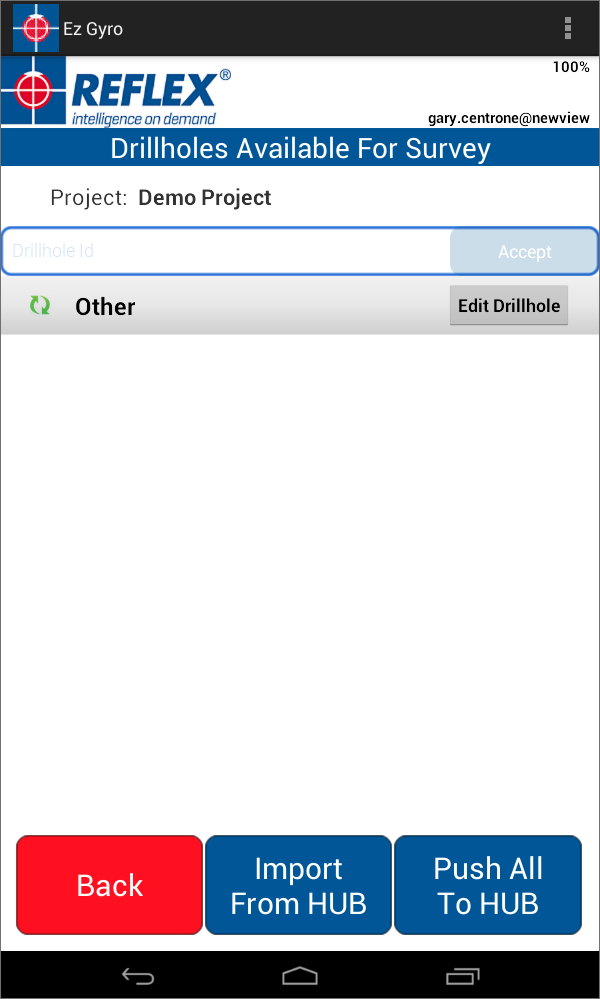 Ez Gyro
100%
REFLEX®
intelligence on demand
gary.centrone@newview
Drillholes Available For Survey
Project: Demo Project
Drillhole Id
Accept
Other
Edit Drillhole
Back
Import
From HUB
Push All
To HUB